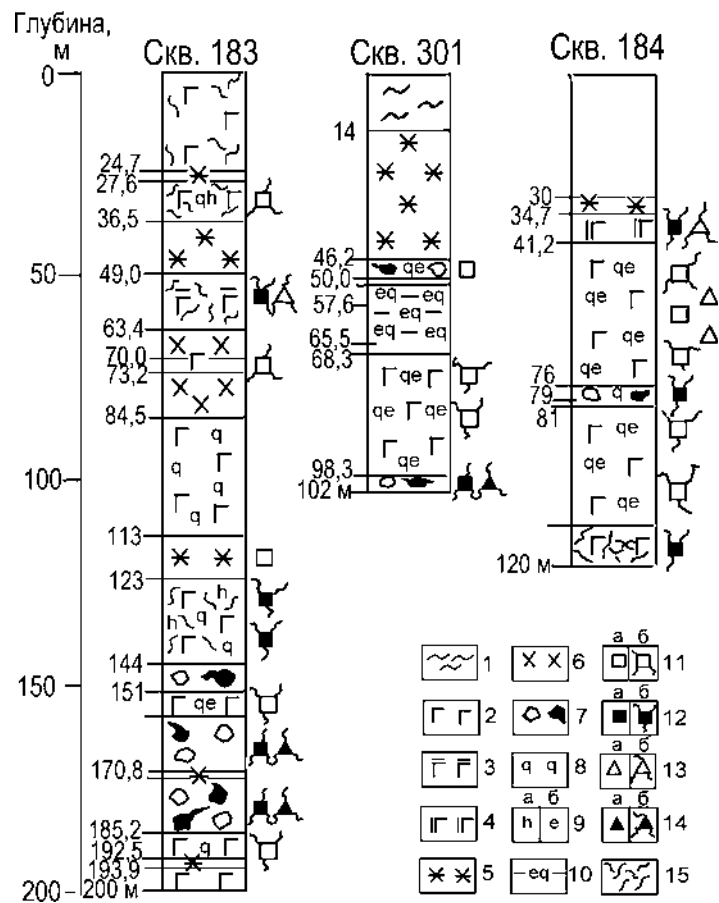 Глубина,
м
Скв. 183
Скв. 301
Скв. 184
0
50
100
150
200
24,7
27,6
36,5
49,0
63,4
70,0
73,2
84,5
113
123
144
151
170,8
185,2
192,5
193,9
200 м
qh
q
q
q
q
q
h
q
h
q
qe
q
14
46,2
50,0
57,6
65,5
68,3
98,3
102 м
qe
eq eq
eq
eq eq
qe
qe qe
qe
30
34,7
41,2
76
79
81
120 м
qe
qe
qe
qe
q
qe
qe
qe
1
2
3
4
5
6
7
q q 8
а б
h e 9
eq 10
а б
11
а
12
а б
13
а б
14
15